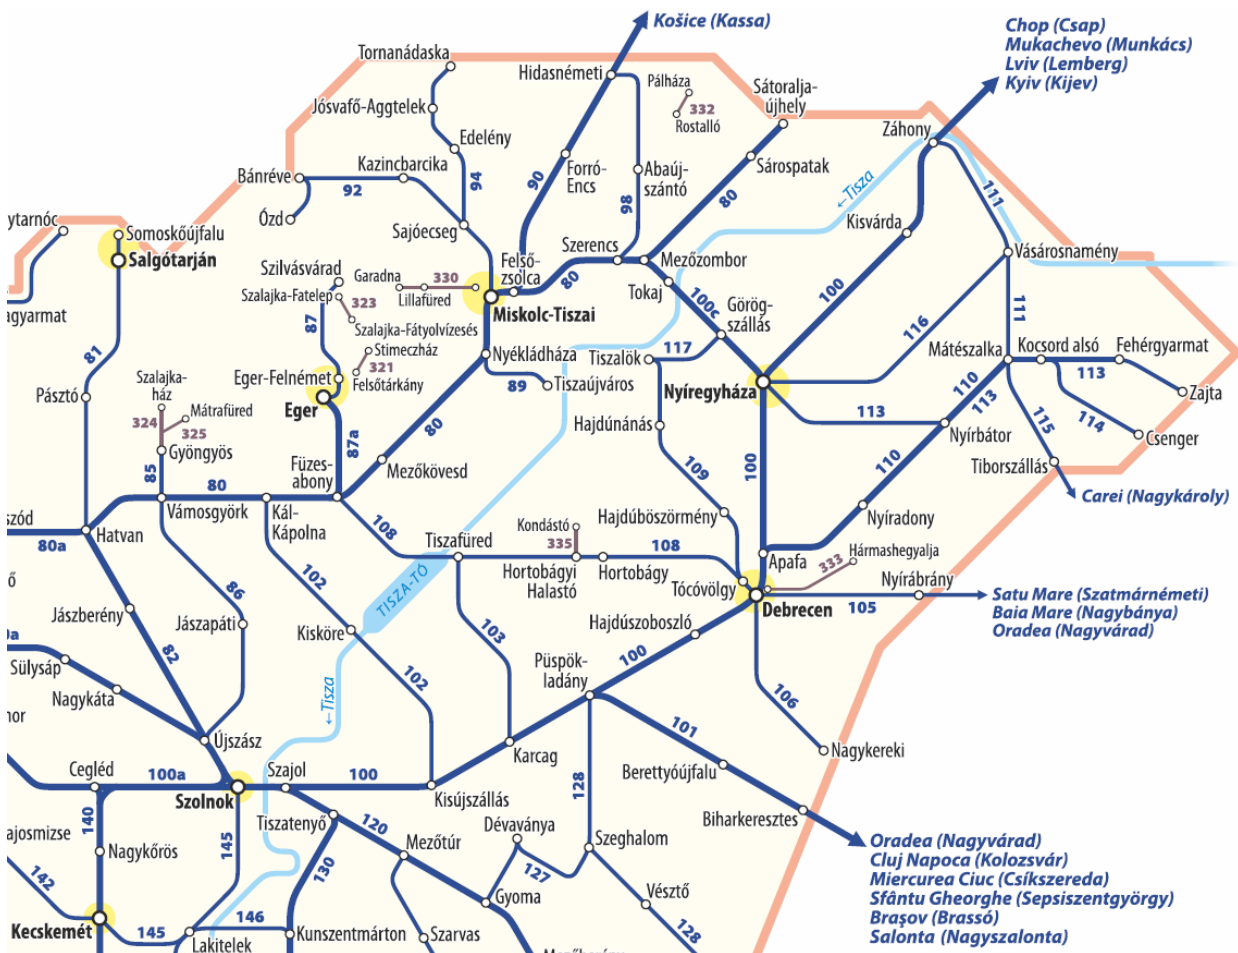 Košice (Kassa)
Chop (Csap)
Mukachevo (Munkács)
Lviv (Lemberg)
Kyiv (Kijev)
Tornanádaska
Hidasnémeti
Pálháza
332
Rostalló
Sátoralja-
újhely
Jósvafő-Aggtelek
Záhony
Edelény
Kazincbarcika
Bánréve
92
94
90
Forró-
Encs
Abaúj-
szántó
98
Sárospatak
80
←Tisza
111
Ózd
Sajóecseg
Kisvárda
ytarnóc
Somoskőújfalu
Salgótarján
Szilvásvárad
Garadna
330
Lillafüred
Felső-
zsolca
Szerencs
80
Mezőzombor
Vásárosnamény
Szalajka-Fatelep
323
Miskolc-Tiszai
Tokaj
100c
Görög-
szállás
100
agyarmat
87
Szalajka-Fátyolvízesés
116
111
81
Stimeczház
321
Felsőtárkány
Nyékládháza
Tiszalök
117
Mátészalka
Kocsord alsó
Fehérgyarmat
113
Szalajka-
ház
Eger-Felnémet
89
Tiszaújváros
110
113
Pásztó
Mátrafüred
Eger
Nyíregyháza
Zajta
324
325
113
114
Gyöngyös
87a
80
Hajdúnánás
115
Nyírbátor
Csenger
85
80
Füzes-
abony
Mezőkövesd
109
100
110
Tiborszállás
Carei (Nagykároly)
sződ
80a
Hatvan
Vámosgyörk
Kál-
Kápolna
108
Tiszafüred
Kondástó
335
Hajdúböszörmény
Nyíradony
108
Apafa
Hármashegyalja
333
ő
102
TISZA-TÓ
Hortobágyi
Halastó
Hortobágy
Tócóvölgy
Debrecen
Nyírábrány
105
Satu Mare (Szatmárnémeti)
Baia Mare (Nagybánya)
Oradea (Nagyvárad)
86
Jászberény
Jászapáti
Kisköre
103
Hajdúszoboszló
0a
82
Sülysáp
100
Püspök-
ladány
102
106
Nagykáta
←Tisza
nor
Újszász
Karcag
101
Nagykereki
Cegléd
100a
Szolnok
Szajol
100
Kisújszállás
128
Berettyóújfalu
Biharkeresztes
140
145
Tiszatenyő
120
Mezőtúr
Dévaványa
Szeghalom
ajosmizse
Nagykőrös
130
127
Oradea (Nagyvárad)
Cluj Napoca (Kolozsvár)
Miercurea Ciuc (Csíkszereda)
Sfântu Gheorghe (Sepsiszentgyörgy)
Braşov (Brassó)
Salonta (Nagyszalonta)
142
Gyoma
Vésztő
Kecskemét
145
146
Lakitelek
Kunszentmárton
Szarvas
128